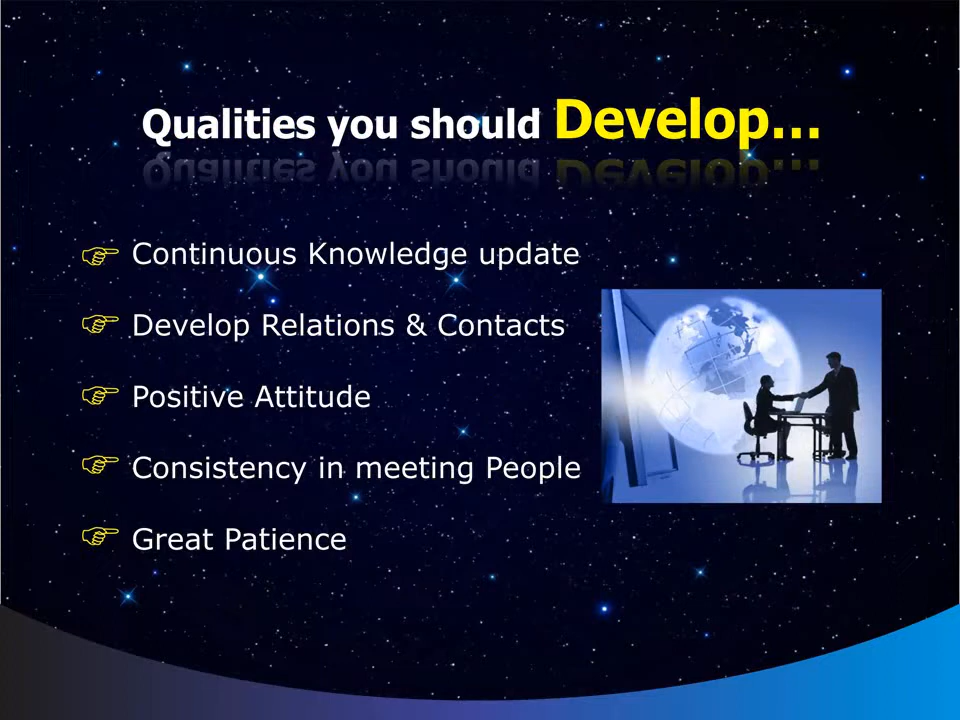 Qualities you should Develop...
Continuous Knowledge update
Develop Relations & Contacts
Positive Attitude
Consistency in meeting People
Great Patience